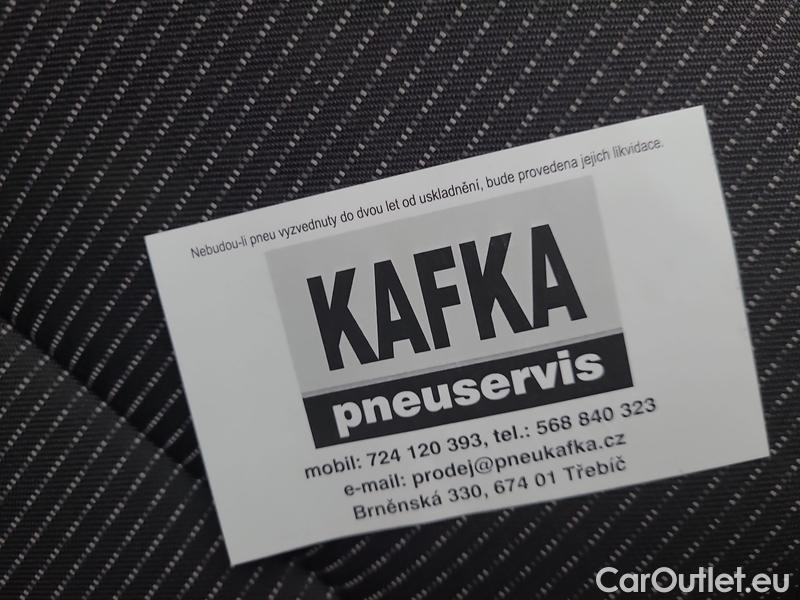 Nebudou-li pneu vyzvednuty do dvou let od uskladnění, bude provedena jejich likvidace.
KAFKA
pneuservis
mobil: 724 120 393, tel.: 568 840 323
e-mail: prodej@pneukafka.cz
Brněnská 330, 674 01 Třebíč
CarOutlet.eu